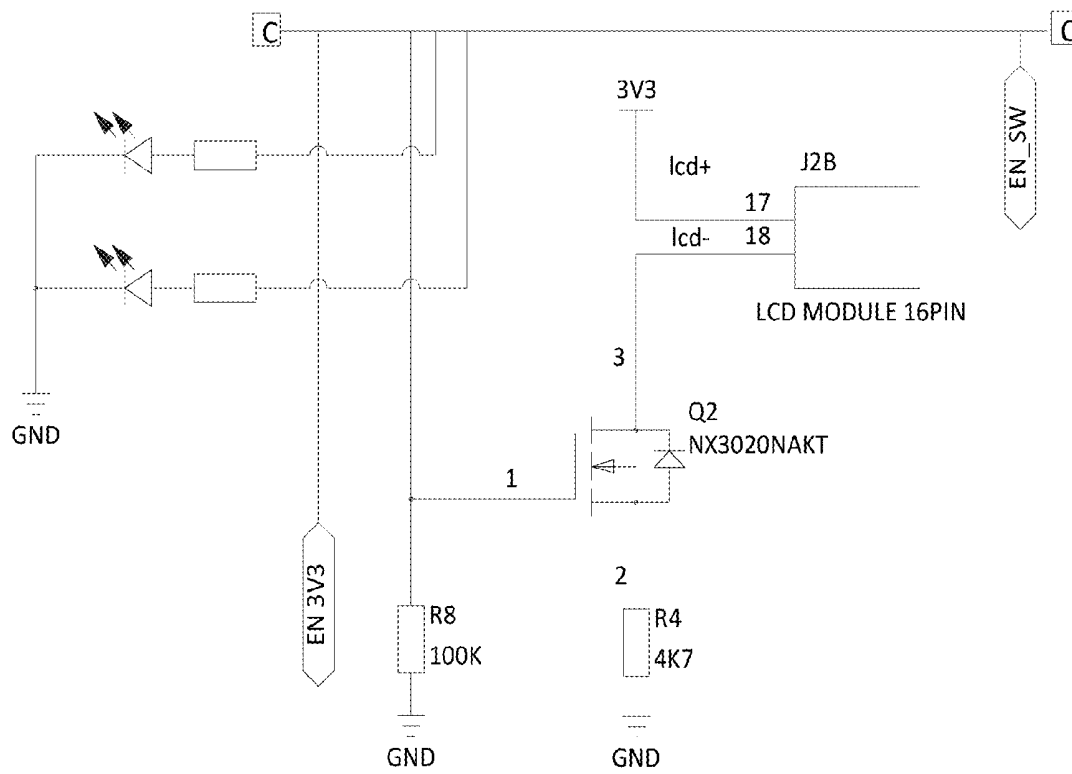 C
C
3V3
EN_SW
lcd+
J2B
17
lcd-
18
LCD MODULE 16PIN
3
GND
Q2
NX3020NAKT
1
EN 3V3
2
R8
100K
R4
4K7
GND
GND